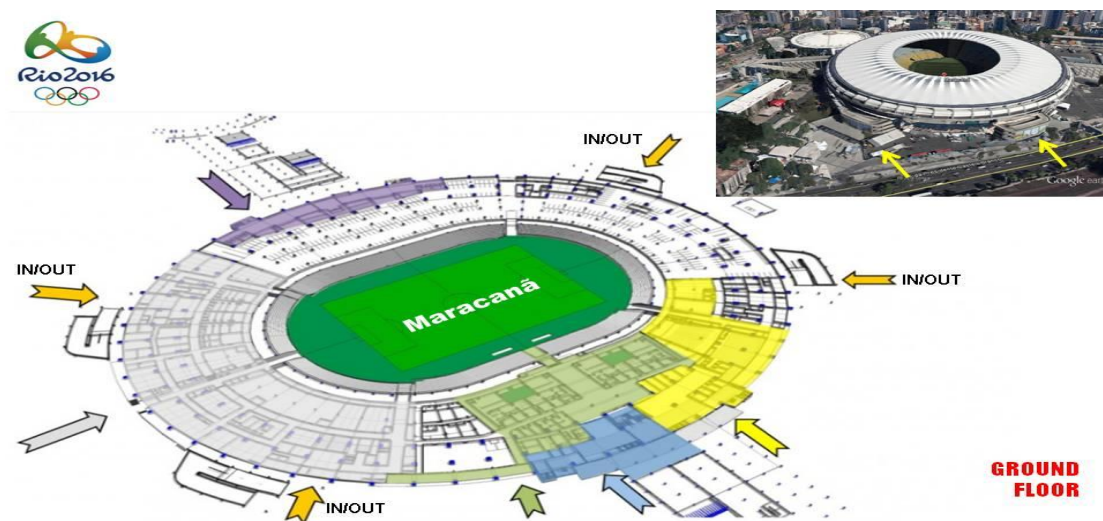 Rio2016
IN/OUT
Google earth
IN/OUT
IN/OUT
Maracanã
IN/OUT
GROUND
FLOOR